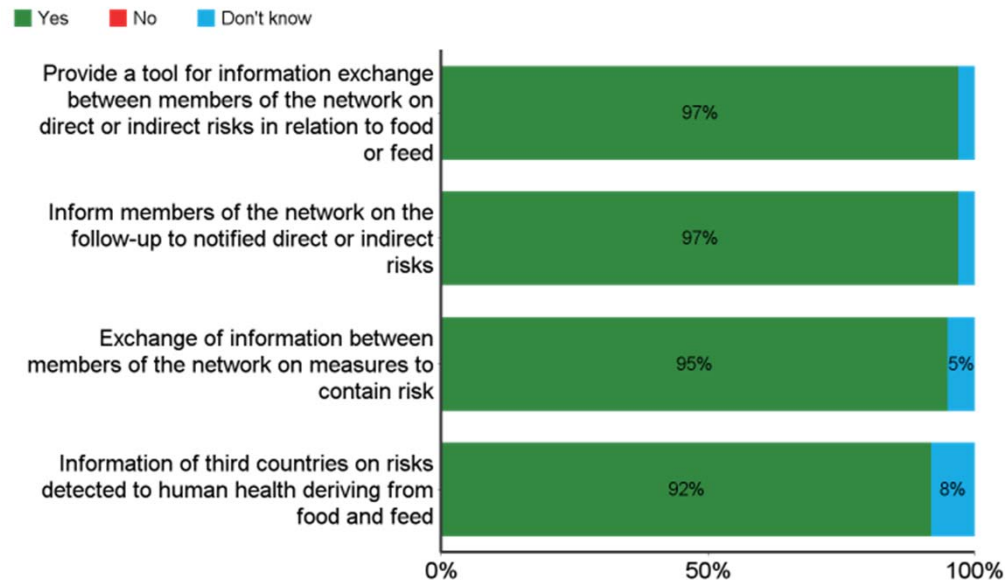 Yes No Don't know
Provide a tool for information exchange
between members of the network on
direct or indirect risks in relation to food
or feed
97%
Inform members of the network on the
follow-up to notified direct or indirect
risks
97%
Exchange of information between
members of the network on measures to
contain risk
95% 5%
Information of third countries on risks
detected to human health deriving from
food and feed
92% 8%
0% 50% 100%